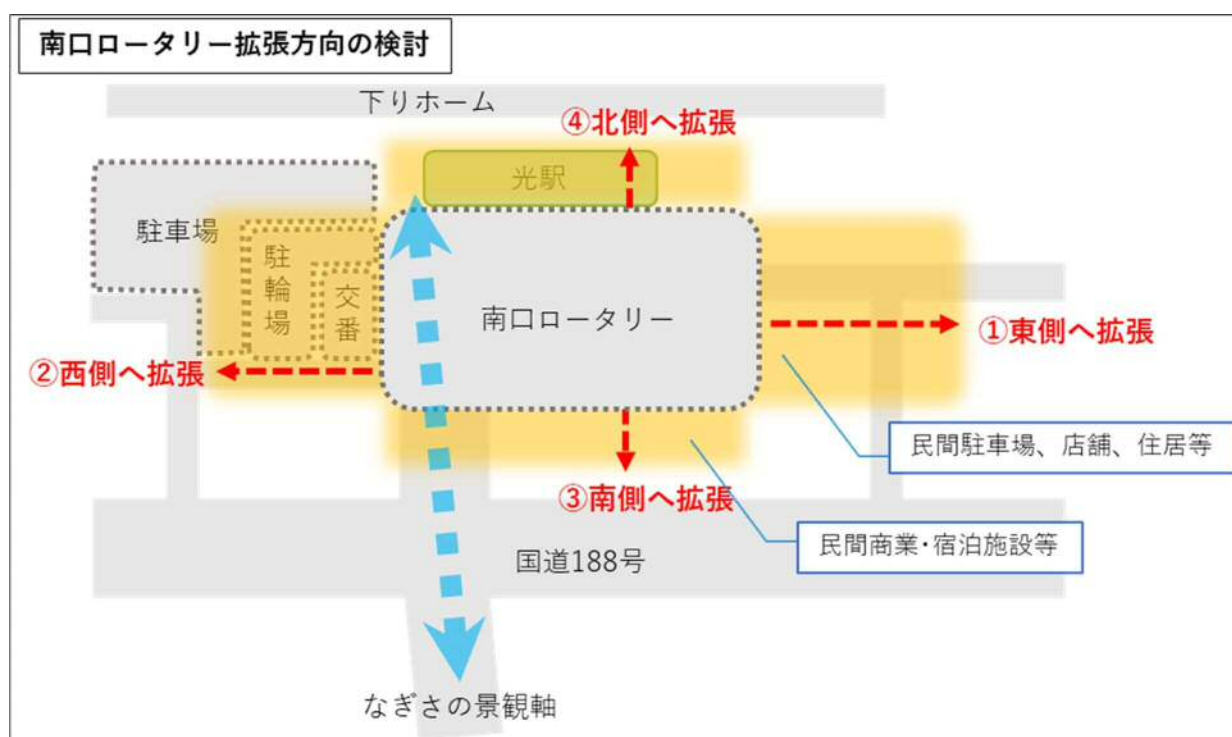 南口ロータリー拡張方向の検討
下りホーム
④北側へ拡張
光駅
駐車場
駐輪場
交番
南口ロータリー
①東側へ拡張
②西側へ拡張
民間駐車場、店舗、住居等
③南側へ拡張
民間商業・宿泊施設等
国道188号
なぎさの景観軸